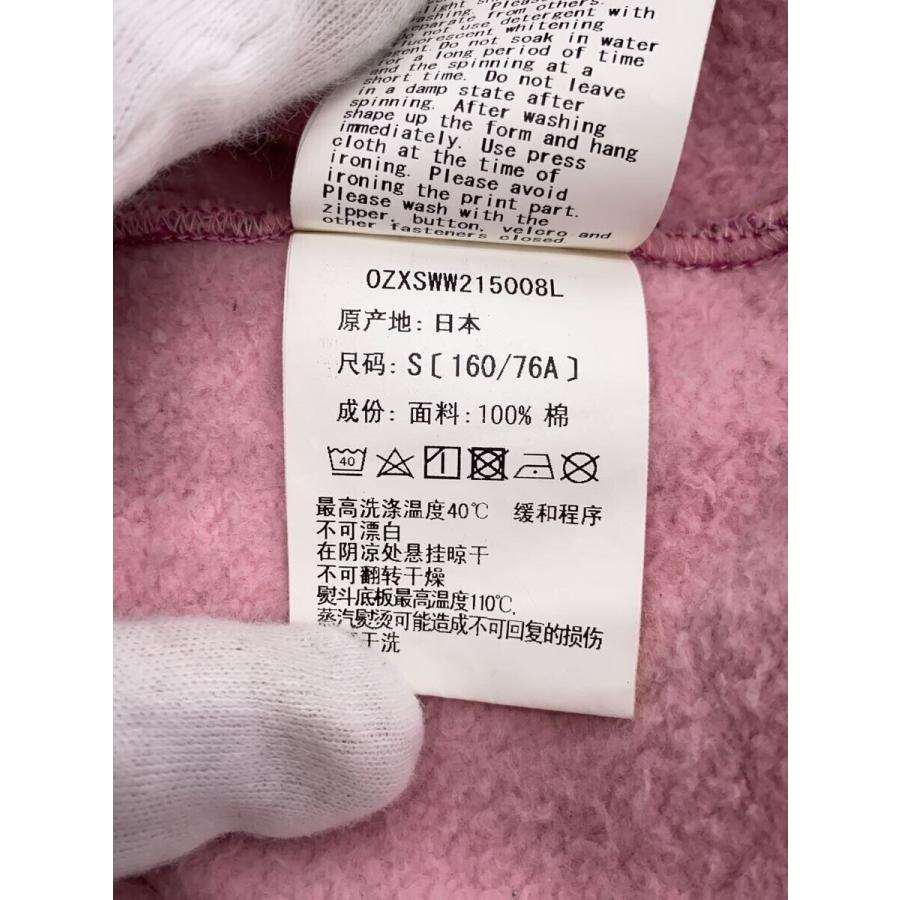 washing. Please
separate from others.
Do not use detergent with
fluorescent whitening
agent. Do not soak in water
for a long period of time
and the spinning at a
short time. Do not leave
in a damp state after
spinning. After washing
shape up the form and hang
immediately. Use press
cloth at the time of
ironing. Please avoid
ironing the print part.
Please wash with the
zipper, button, velcro and
other fasteners closed.
OZXSWW215008L
原产地: 日本
尺码: S〔160/76A〕
成份: 面料: 100% 棉
40
最高洗涤温度40℃ 缓和程序
不可漂白
在阴凉处悬挂晾干
不可翻转干燥
熨斗底板最高温度110℃,
蒸汽熨烫可能造成不可回复的损伤
干洗